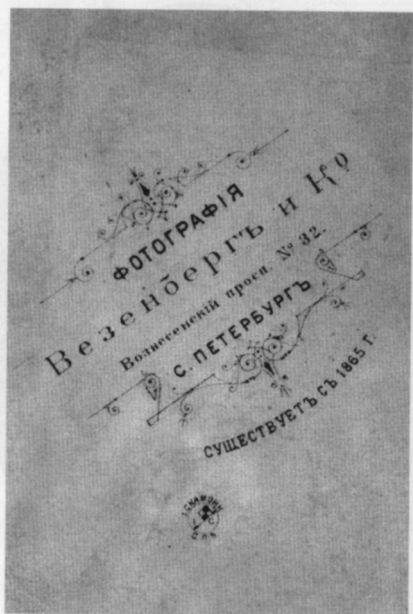 ФОТОГРАФІЯ
Везенбергъ и Ко
Вознесенскій просп. № 32.
С. ПЕТЕРБУРГЪ
СУЩЕСТВУЕТЪ СЪ 1865 Г.